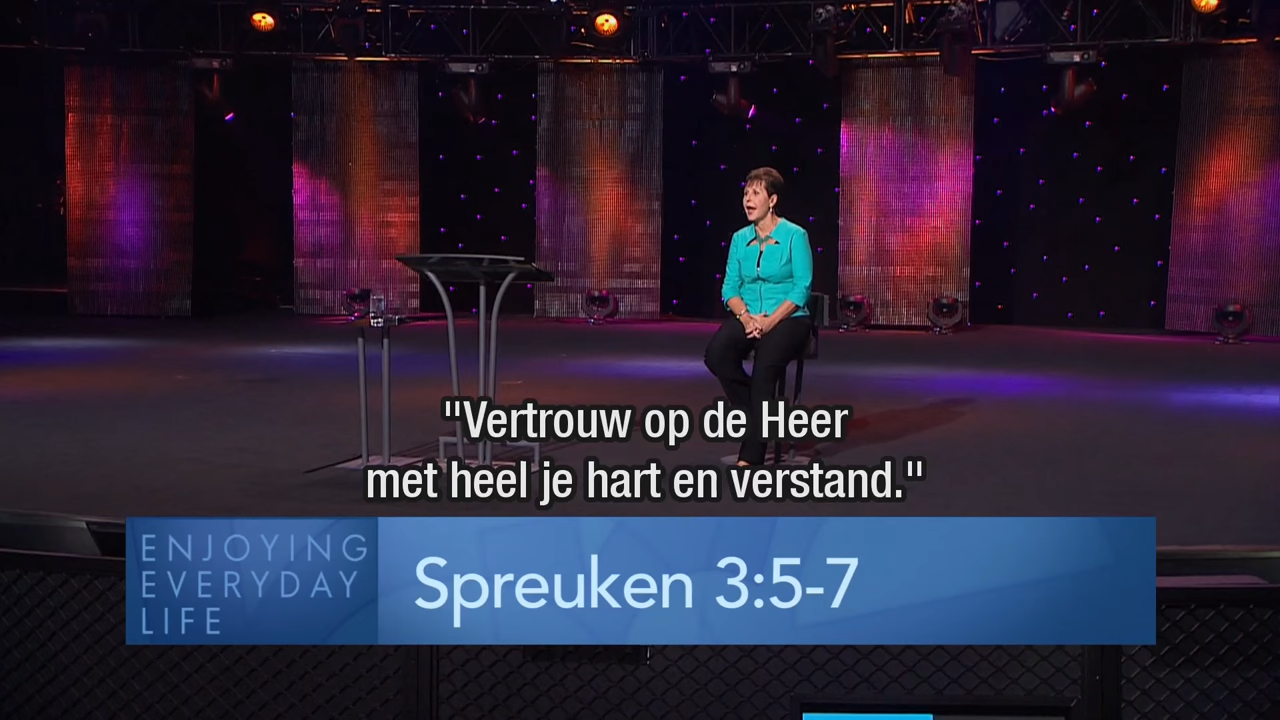 "Vertrouw op de Heer
met heel je hart en verstand."
ENJOYING
EVERYDAY
LIFE
Spreuken 3:5-7